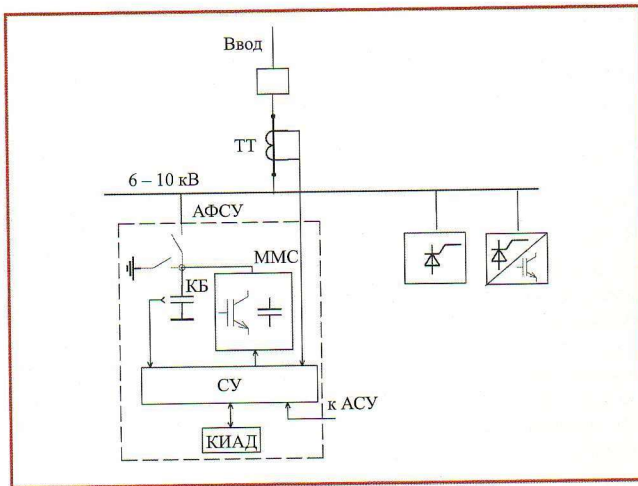 Ввод
ТТ
6 – 10 кВ
АФСУ
ММС
КБ
СУ
к АСУ
КИАД